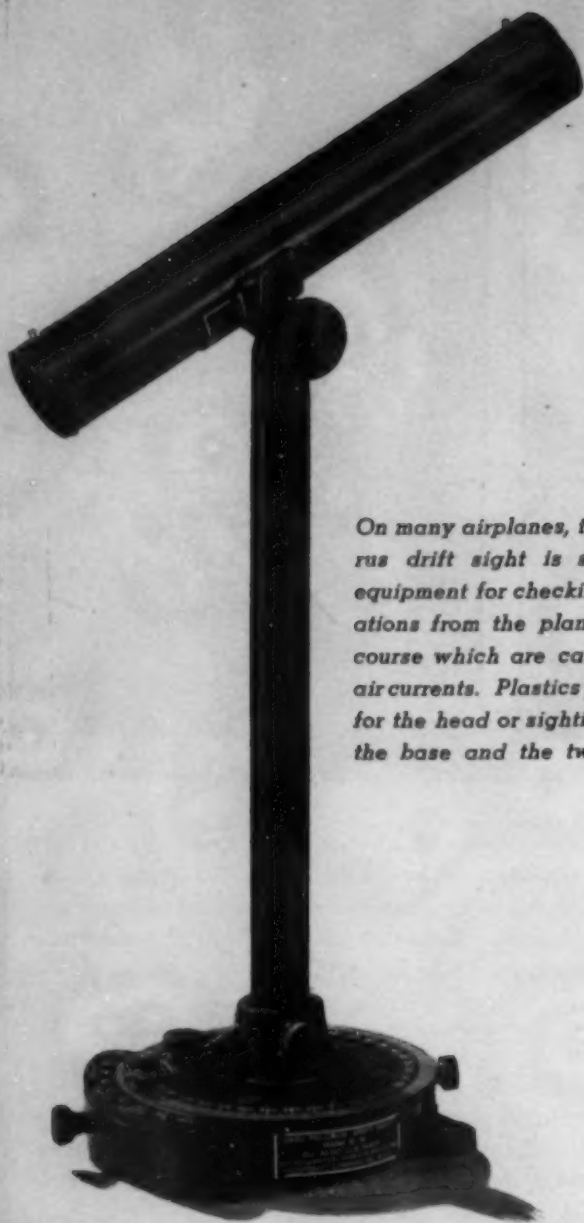 On many airplanes, t
rus drift sight is s
equipment for checki
ations from the plan
course which are ca
air currents. Plastics
for the head or sighti
the base and the tw